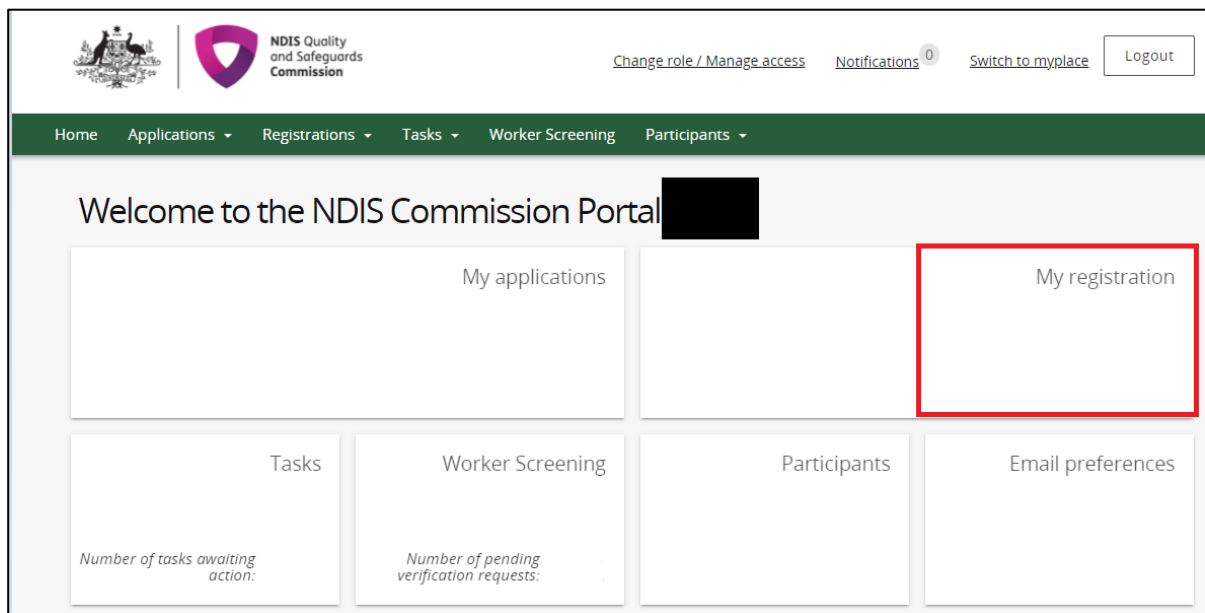 NDIS Quality
and Safeguards
Commission
Change role / Manage access Notifications 0 Switch to myplace Logout
Home Applications Registrations Tasks Worker Screening Participants
Welcome to the NDIS Commission Portal
My applications My registration
Tasks Worker Screening Participants Email preferences
Number of tasks awaiting
action:
Number of pending
verification requests: